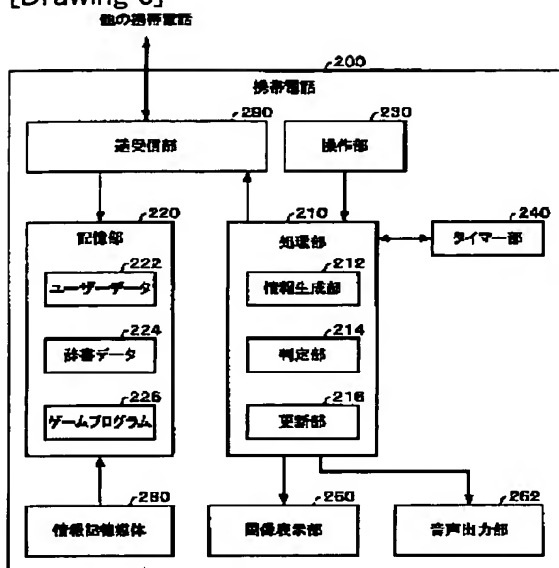 [Drawing 6]
他の携帯電話
200
携帯電話
290
送受信部
230
操作部
220
記憶部
222
ユーザーデータ
224
辞書データ
226
ゲームプログラム
210
処理部
212
情報生成部
214
判定部
216
更新部
240
タイマー部
280
情報記憶媒体
260
画像表示部
262
音声出力部